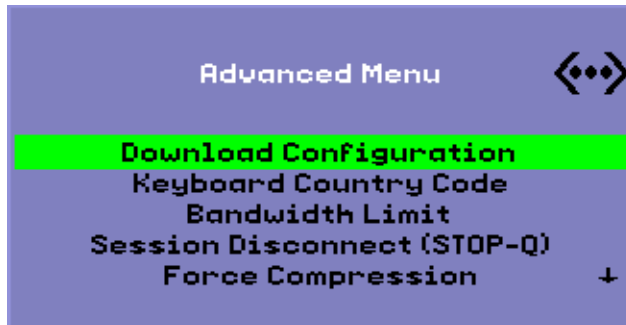 Advanced Menu
Download Configuration
Keyboard Country Code
Bandwidth Limit
Session Disconnect (STOP-Q)
Force Compression